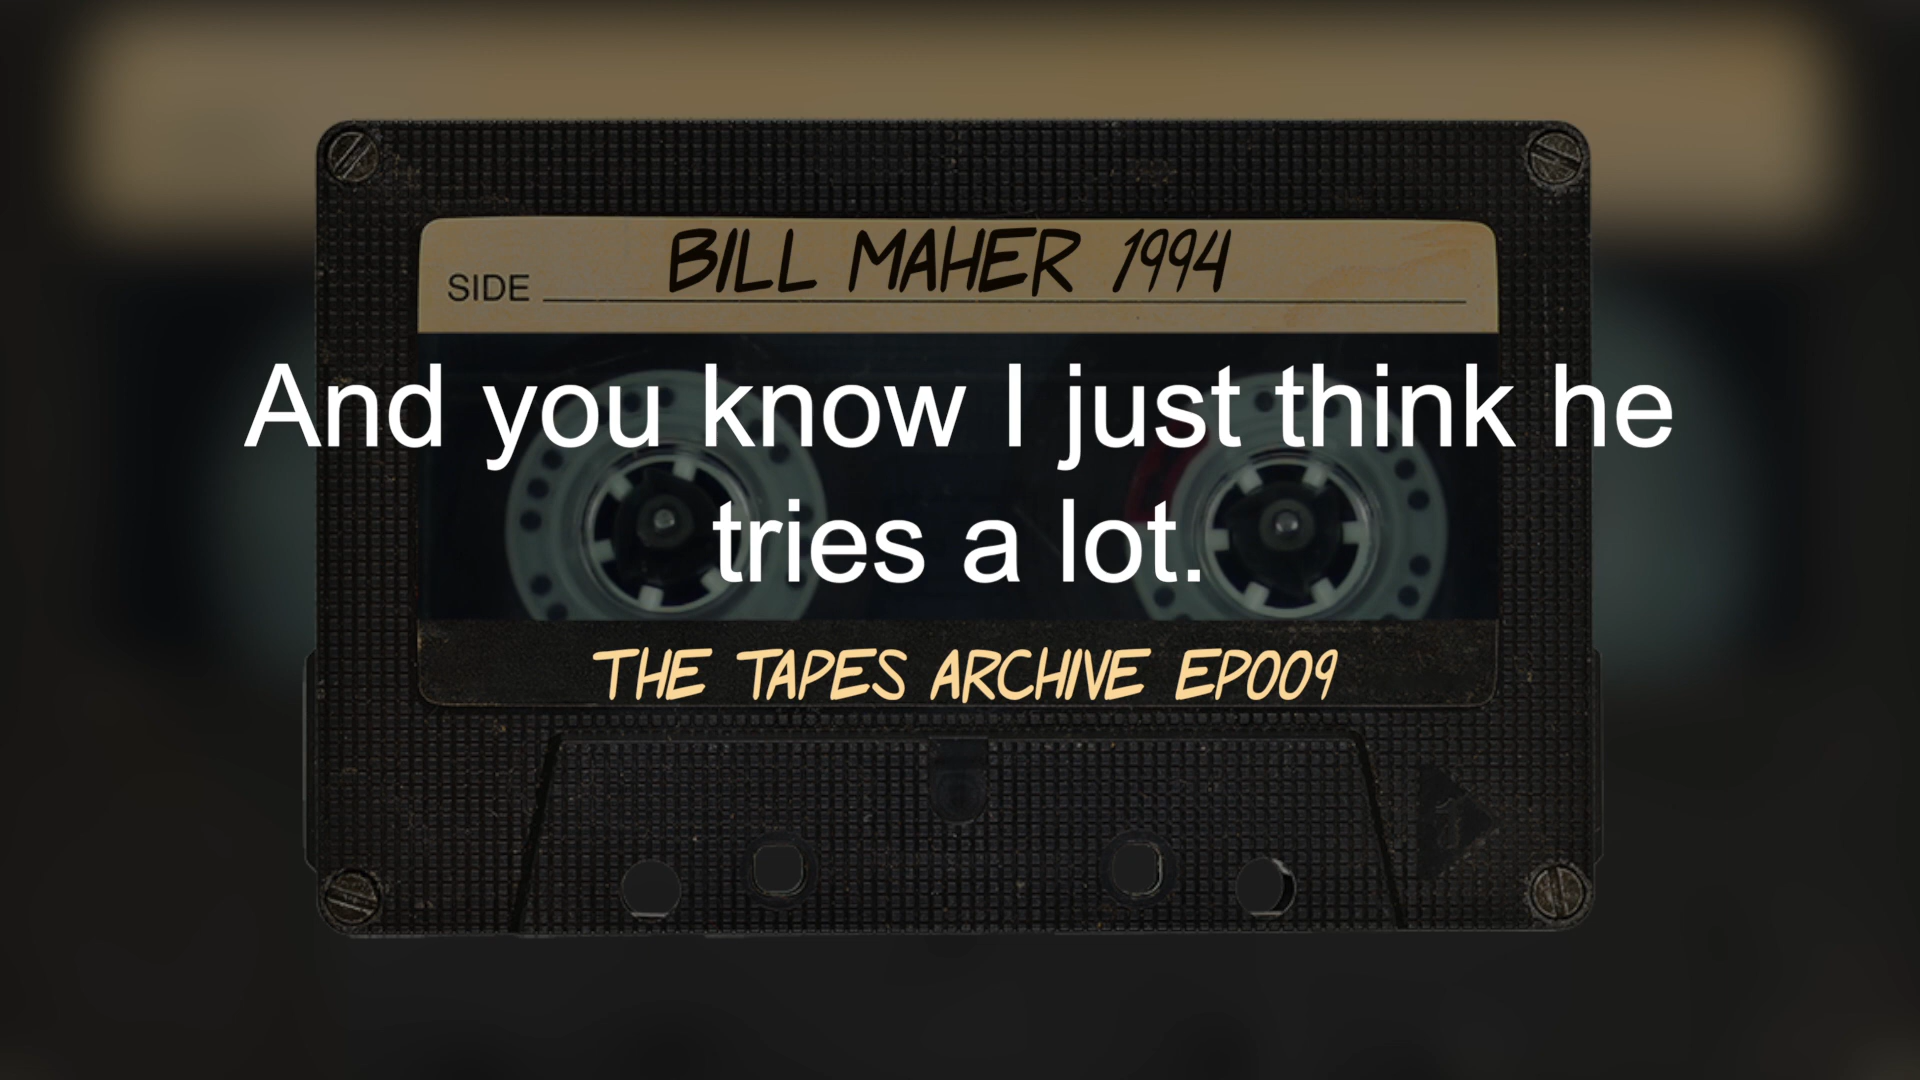 BILL MAHER 1994
SIDE
And you know I just think he
tries a lot.
THE TAPES ARCHIVE EP009